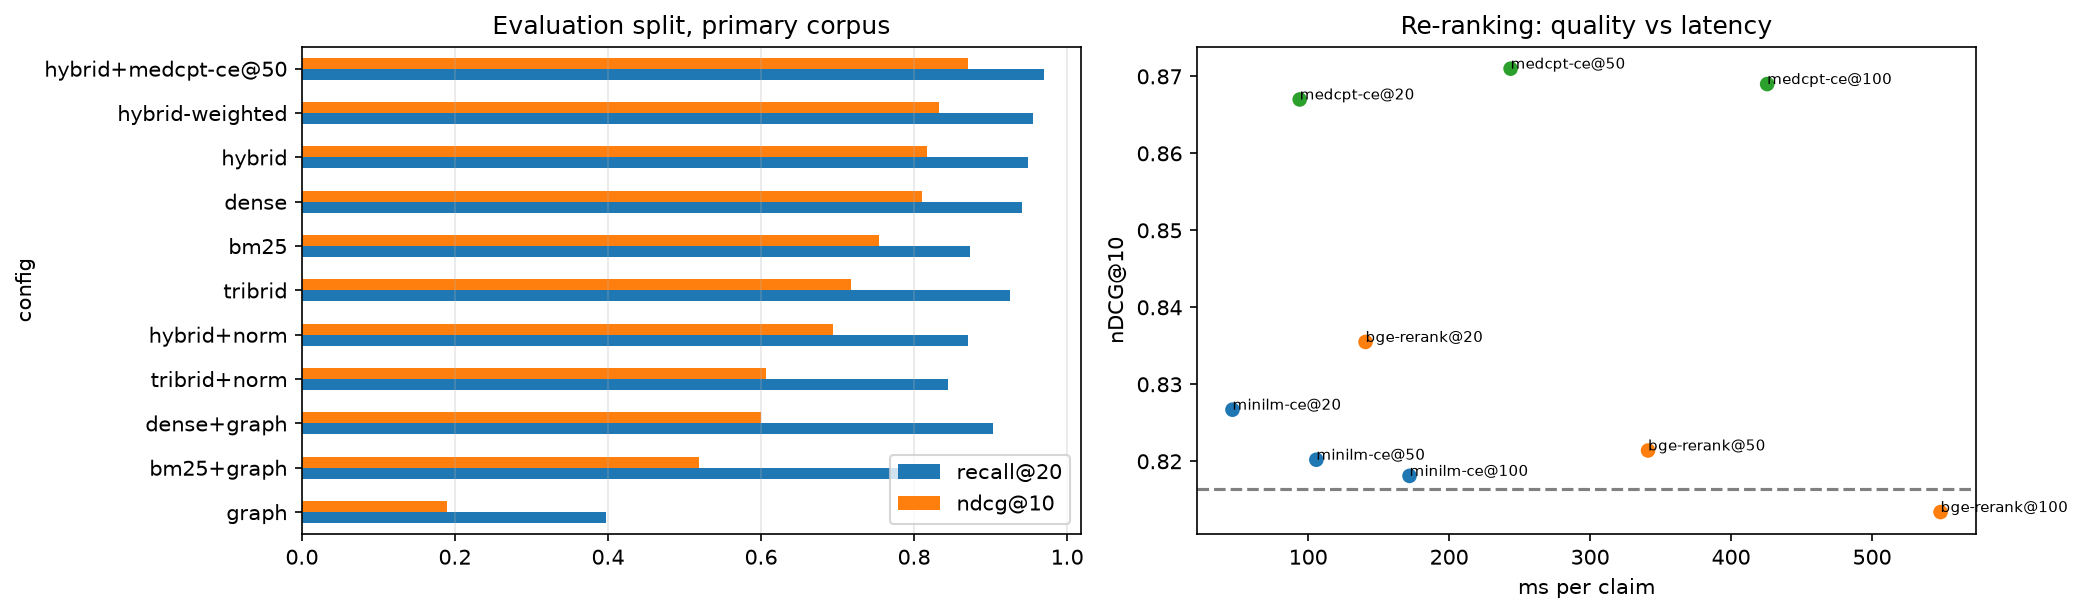 Evaluation split, primary corpus
config
hybrid+medcpt-ce@50
hybrid-weighted
hybrid
dense
bm25
tribrid
hybrid+norm
tribrid+norm
dense+graph
bm25+graph
graph
recall@20
ndcg@10
0.0 0.2 0.4 0.6 0.8 1.0
Re-ranking: quality vs latency
nDCG@10
0.87
0.86
0.85
0.84
0.83
0.82
medcpt-ce@50
medcpt-ce@100
medcpt-ce@20
bge-rerank@20
minilm-ce@20
bge-rerank@50
minilm-ce@50
minilm-ce@100
bge-rerank@100
100 200 300 400 500
ms per claim